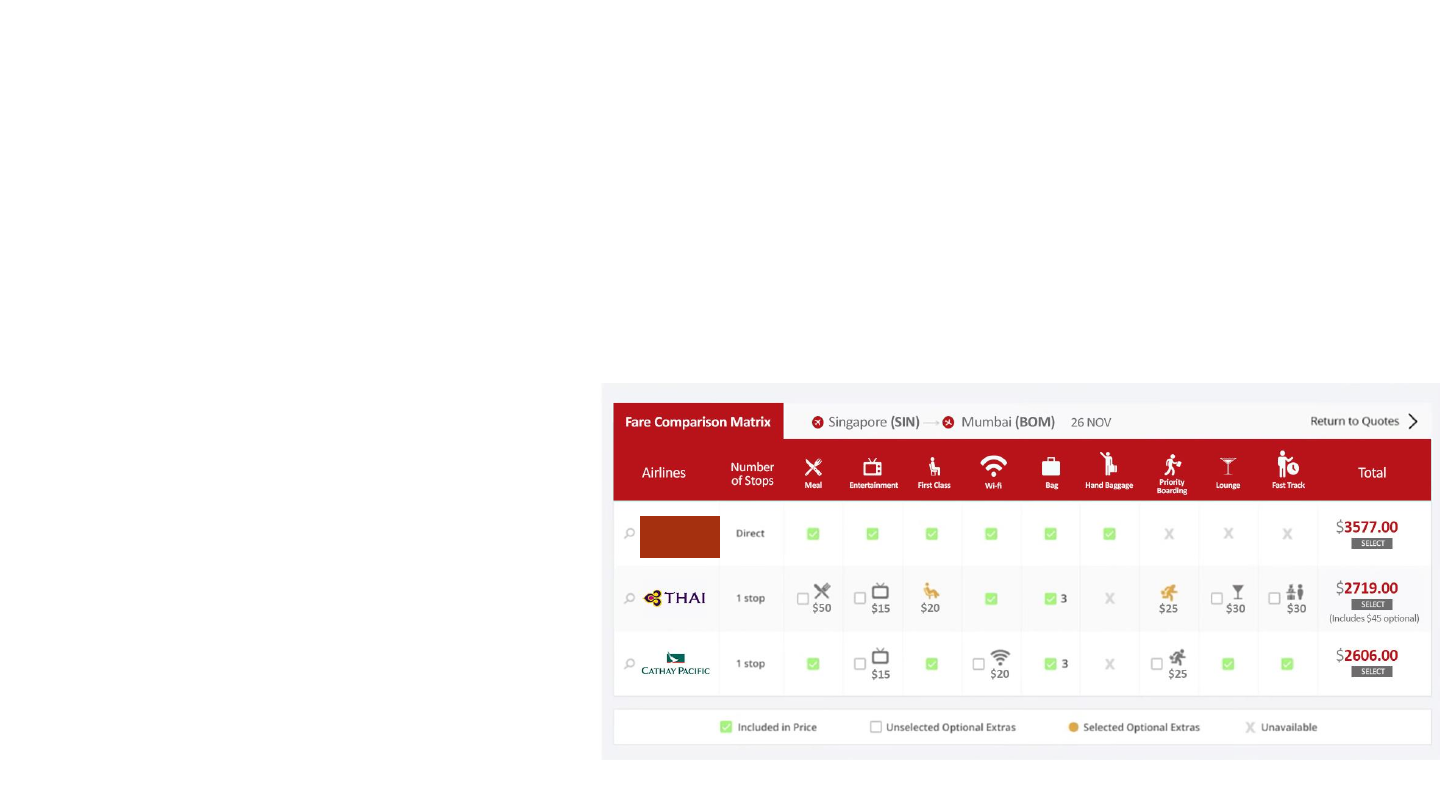 Fare Comparison Matrix
Singapore (SIN) → Mumbai (BOM) 26 NOV
Return to Quotes
Airlines
Number of Stops
Meal
Entertainment
First Class
Wi-fi
Bag
Hand Baggage
Priority Boarding
Lounge
Fast Track
Total
Direct
X X X
$3577.00
SELECT
THAI
1 stop
$50
$15
$20
3
X
$25
$30
$30
$2719.00
SELECT
(Includes $45 optional)
CATHAY PACIFIC
1 stop
$15
$20
3
X
$25
$2606.00
SELECT
Included in Price
Unselected Optional Extras
Selected Optional Extras
X Unavailable